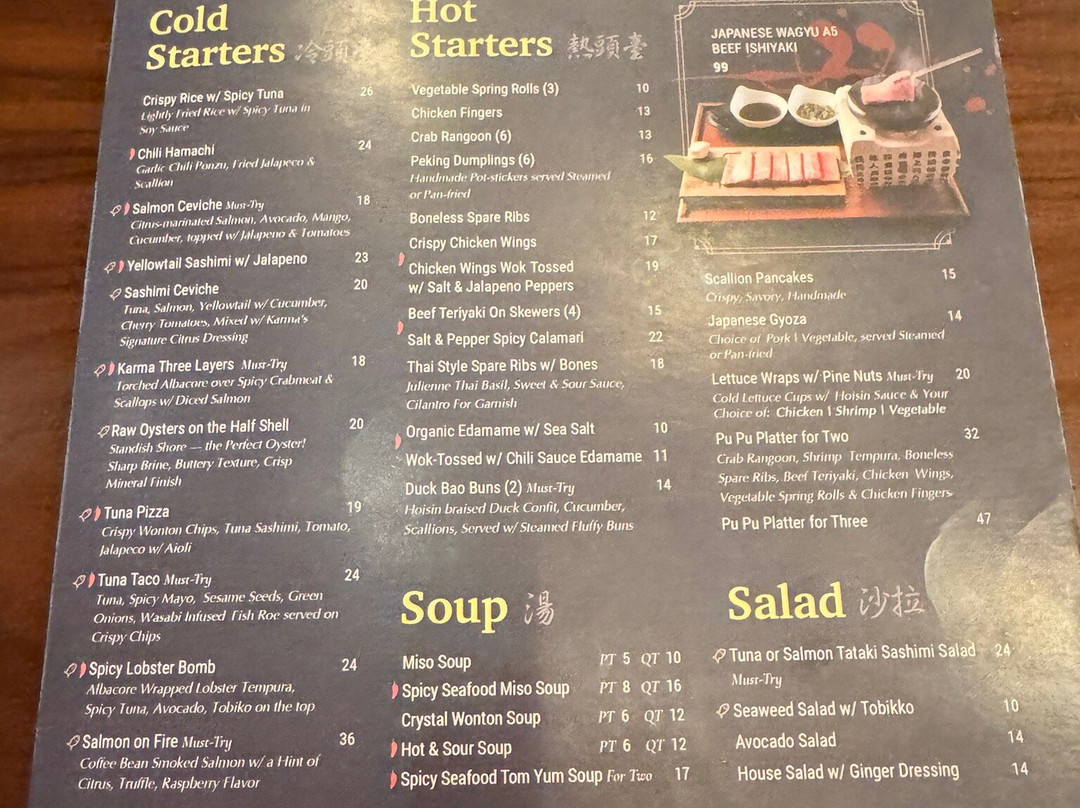 Cold
Starters 冷頭臺
Crispy Rice w/ Spicy Tuna 26
Lightly Fried Rice w/ Spicy Tuna in
Soy Sauce
Chili Hamachi 24
Garlic Chili Ponzu, Fried Jalapeco &
Scallion
Salmon Ceviche Must-Try 18
Citrus-marinated Salmon, Avocado, Mango,
Cucumber, topped w/ Jalapeno & Tomatoes
Yellowtail Sashimi w/ Jalapeno 23
Sashimi Ceviche 20
Tuna, Salmon, Yellowtail w/ Cucumber,
Cherry Tomatoes, Mixed w/ Karma's
Signature Citrus Dressing
Karma Three Layers Must-Try 18
Torched Albacore over Spicy Crabmeat &
Scallops w/ Diced Salmon
Raw Oysters on the Half Shell 20
Standish Shore — the Perfect Oyster!
Sharp Brine, Buttery Texture, Crisp
Mineral Finish
Tuna Pizza 19
Crispy Wonton Chips, Tuna Sashimi, Tomato,
Jalapeco w/ Aioli
Tuna Taco Must-Try 24
Tuna, Spicy Mayo, Sesame Seeds, Green
Onions, Wasabi Infused Fish Roe served on
Crispy Chips
Spicy Lobster Bomb 24
Albacore Wrapped Lobster Tempura,
Spicy Tuna, Avocado, Tobiko on the top
Salmon on Fire Must-Try 36
Coffee Bean Smoked Salmon w/ a Hint of
Citrus, Truffle, Raspberry Flavor
Hot
Starters 熱頭臺
Vegetable Spring Rolls (3) 10
Chicken Fingers 13
Crab Rangoon (6) 13
Peking Dumplings (6) 16
Handmade Pot-stickers served Steamed
or Pan-fried
Boneless Spare Ribs 12
Crispy Chicken Wings 17
Chicken Wings Wok Tossed 19
w/ Salt & Jalapeno Peppers
Beef Teriyaki On Skewers (4) 15
Salt & Pepper Spicy Calamari 22
Thai Style Spare Ribs w/ Bones 18
Julienne Thai Basil, Sweet & Sour Sauce,
Cilantro For Garnish
Organic Edamame w/ Sea Salt 10
Wok-Tossed w/ Chili Sauce Edamame 11
Duck Bao Buns (2) Must-Try 14
Hoisin braised Duck Confit, Cucumber,
Scallions, Served w/ Steamed Fluffy Buns
Soup 湯
Miso Soup PT 5 QT 10
Spicy Seafood Miso Soup PT 8 QT 16
Crystal Wonton Soup PT 6 QT 12
Hot & Sour Soup PT 6 QT 12
Spicy Seafood Tom Yum Soup For Two 17
JAPANESE WAGYU A5
BEEF ISHIYAKI
99
Scallion Pancakes 15
Crispy, Savory, Handmade
Japanese Gyoza 14
Choice of Pork | Vegetable, served Steamed
or Pan-fried
Lettuce Wraps w/ Pine Nuts Must-Try 20
Cold Lettuce Cups w/ Hoisin Sauce & Your
Choice of: Chicken | Shrimp | Vegetable
Pu Pu Platter for Two 32
Crab Rangoon, Shrimp Tempura, Boneless
Spare Ribs, Beef Teriyaki, Chicken Wings,
Vegetable Spring Rolls & Chicken Fingers
Pu Pu Platter for Three 47
Salad 沙拉
Tuna or Salmon Tataki Sashimi Salad 24
Must-Try
Seaweed Salad w/ Tobikko 10
Avocado Salad 14
House Salad w/ Ginger Dressing 14